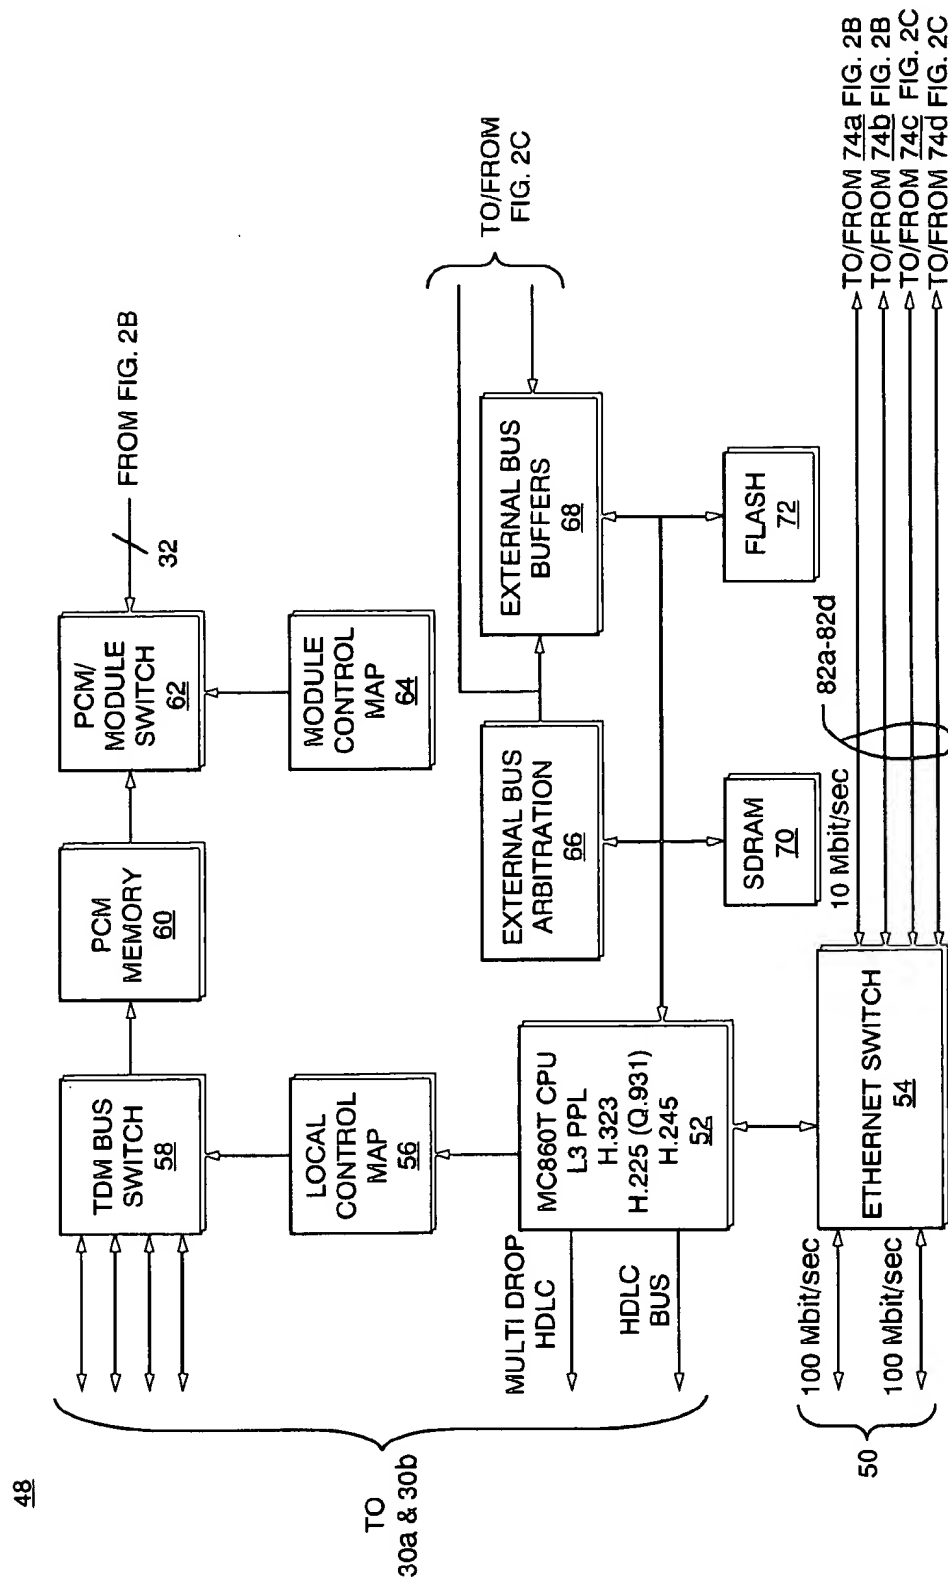 48
TO
30a & 30b
TDM BUS
SWITCH
58
PCM
MEMORY
60
PCM/
MODULE
SWITCH
62
32
FROM FIG. 2B
LOCAL
CONTROL
MAP
56
MODULE
CONTROL
MAP
64
MULTI DROP
HDLC
HDLC
BUS
MC860T CPU
L3 PPL
H.323
H.225 (Q.931)
H.245
52
EXTERNAL BUS
ARBITRATION
66
EXTERNAL BUS
BUFFERS
68
TO/FROM
FIG. 2C
SDRAM
70
FLASH
72
50
100 Mbit/sec
100 Mbit/sec
ETHERNET SWITCH
54
10 Mbit/sec
82a-82d
TO/FROM 74a FIG. 2B
TO/FROM 74b FIG. 2B
TO/FROM 74c FIG. 2C
TO/FROM 74d FIG. 2C